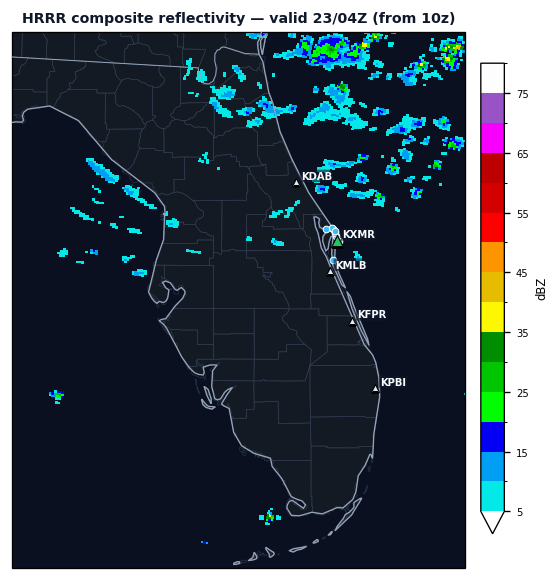 HRRR composite reflectivity — valid 23/04Z (from 10z)
KDAB
KXMR
KMLB
KFPR
KPBI
75
65
55
45
35
25
15
5
dBZ